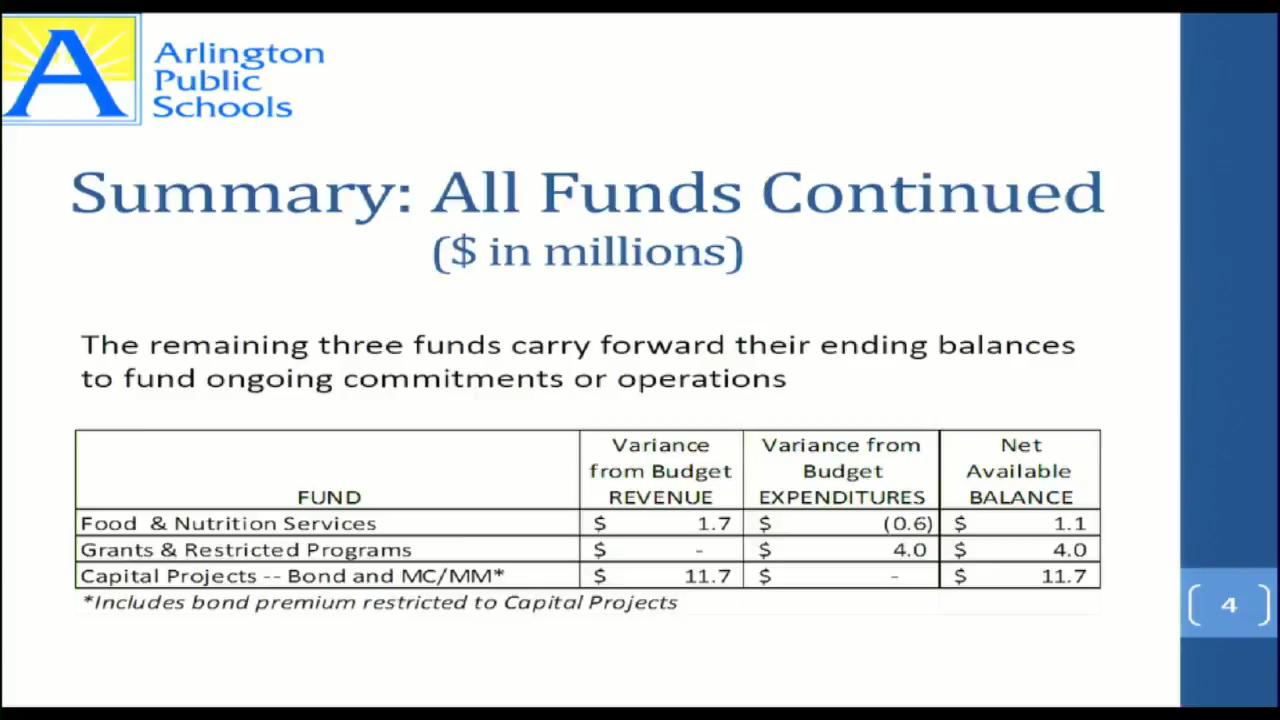 A
Arlington
Public
Schools
Summary: All Funds Continued
($ in millions)
The remaining three funds carry forward their ending balances
to fund ongoing commitments or operations
FUND Variance from Budget REVENUE Variance from Budget EXPENDITURES Net Available BALANCE
Food & Nutrition Services $ 1.7 $ (0.6) $ 1.1
Grants & Restricted Programs $ - $ 4.0 $ 4.0
Capital Projects -- Bond and MC/MM* $ 11.7 $ - $ 11.7
*Includes bond premium restricted to Capital Projects
4